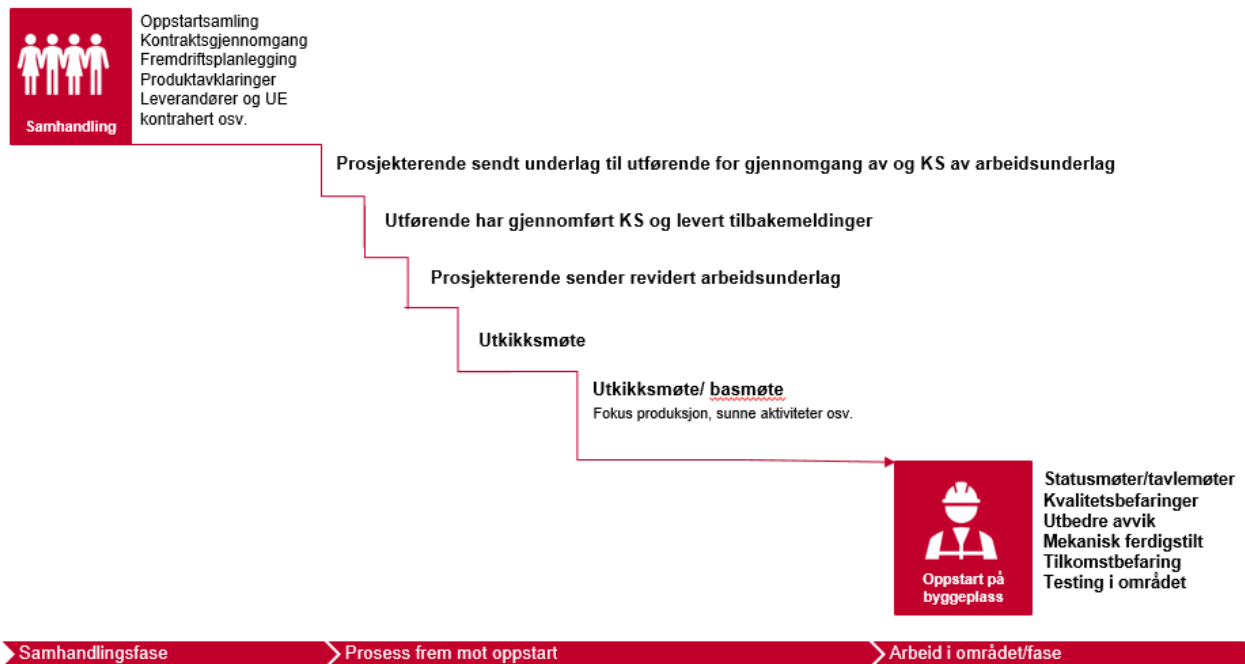 Samhandling
Oppstartsamling
Kontraktsgjennomgang
Fremdriftsplanlegging
Produktavklaringer
Leverandører og UE
kontrahert osv.
Prosjekterende sendt underlag til utførende for gjennomgang av og KS av arbeidsunderlag
Utførende har gjennomført KS og levert tilbakemeldinger
Prosjekterende sender revidert arbeidsunderlag
Utkikksmøte
Utkikksmøte/ basmøte
Fokus produksjon, sunne aktiviteter osv.
Oppstart på
byggeplass
Statusmøter/tavlemøter
Kvalitetsbefaringer
Utbedre avvik
Mekanisk ferdigstilt
Tilkomstbefaring
Testing i området
Samhandlingsfase
Prosess frem mot oppstart
Arbeid i området/fase